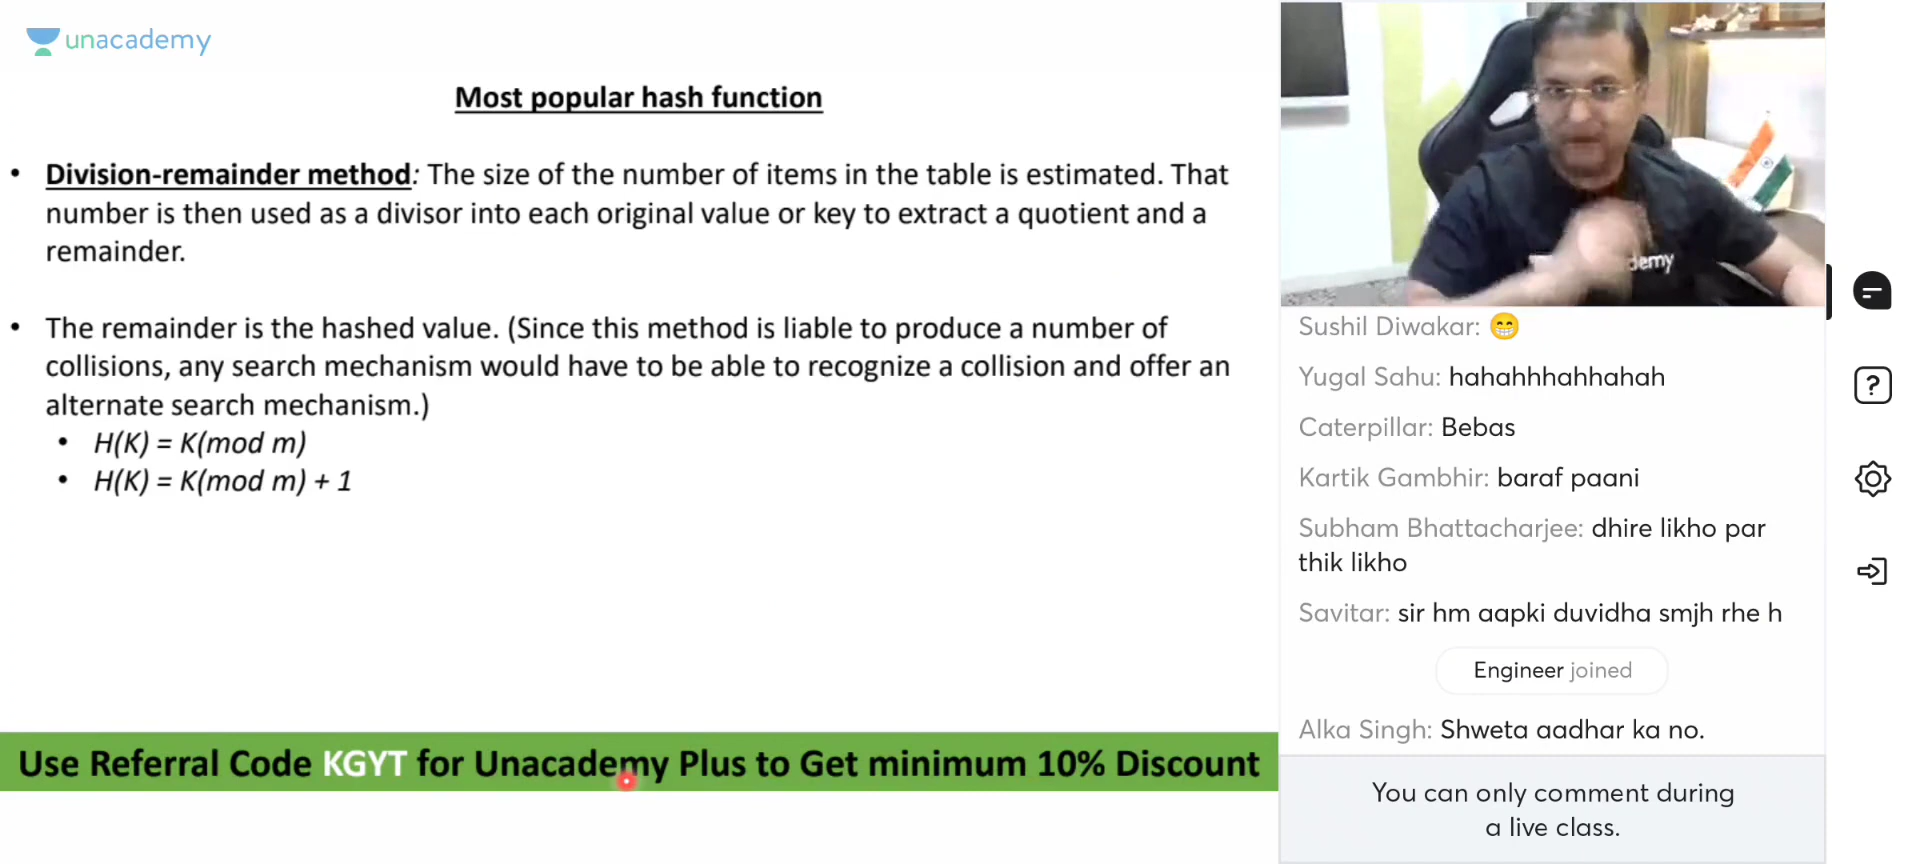 unacademy
Most popular hash function
• Division-remainder method: The size of the number of items in the table is estimated. That
number is then used as a divisor into each original value or key to extract a quotient and a
remainder.
• The remainder is the hashed value. (Since this method is liable to produce a number of
collisions, any search mechanism would have to be able to recognize a collision and offer an
alternate search mechanism.)
• H(K) = K(mod m)
• H(K) = K(mod m) + 1
Use Referral Code KGYT for Unacademy Plus to Get minimum 10% Discount
demy
Sushil Diwakar: 😁
Yugal Sahu: hahahhhahhahah
Caterpillar: Bebas
Kartik Gambhir: baraf paani
Subham Bhattacharjee: dhire likho par
thik likho
Savitar: sir hm aapki duvidha smjh rhe h
Engineer joined
Alka Singh: Shweta aadhar ka no.
You can only comment during
a live class.
?